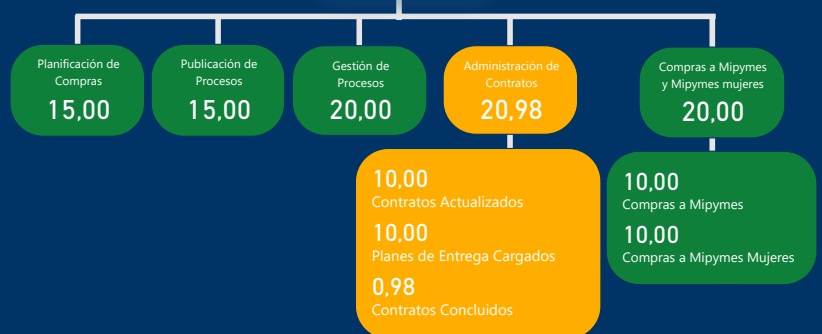 Planificación de
Compras
15,00
Publicación de
Procesos
15,00
Gestión de
Procesos
20,00
Administración de
Contratos
20,98
Compras a Mipymes
y Mipymes mujeres
20,00
10,00
Contratos Actualizados
10,00
Planes de Entrega Cargados
0,98
Contratos Concluidos
10,00
Compras a Mipymes
10,00
Compras a Mipymes Mujeres